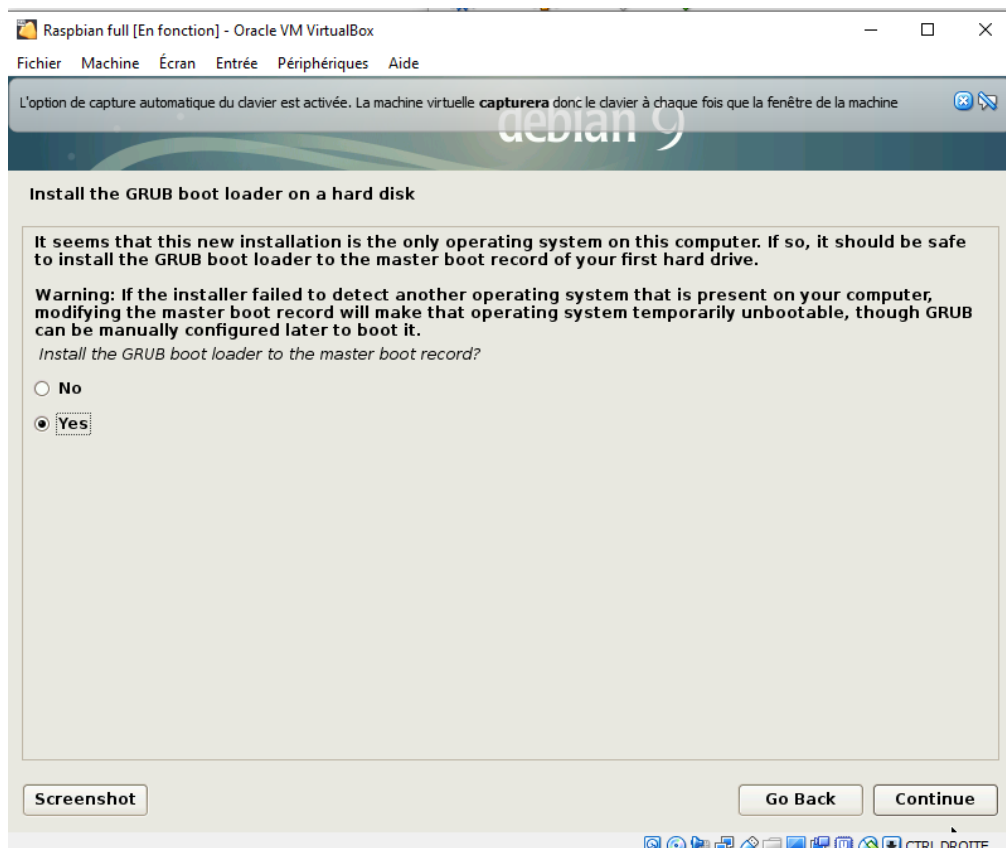 Raspbian full [En fonction] - Oracle VM VirtualBox
Fichier Machine Écran Entrée Périphériques Aide
L'option de capture automatique du clavier est activée. La machine virtuelle capturera donc le clavier à chaque fois que la fenêtre de la machine
debian 9
Install the GRUB boot loader on a hard disk
It seems that this new installation is the only operating system on this computer. If so, it should be safe
to install the GRUB boot loader to the master boot record of your first hard drive.
Warning: If the installer failed to detect another operating system that is present on your computer,
modifying the master boot record will make that operating system temporarily unbootable, though GRUB
can be manually configured later to boot it.
Install the GRUB boot loader to the master boot record?
No
Yes
Screenshot
Go Back
Continue
CTRL DROITE